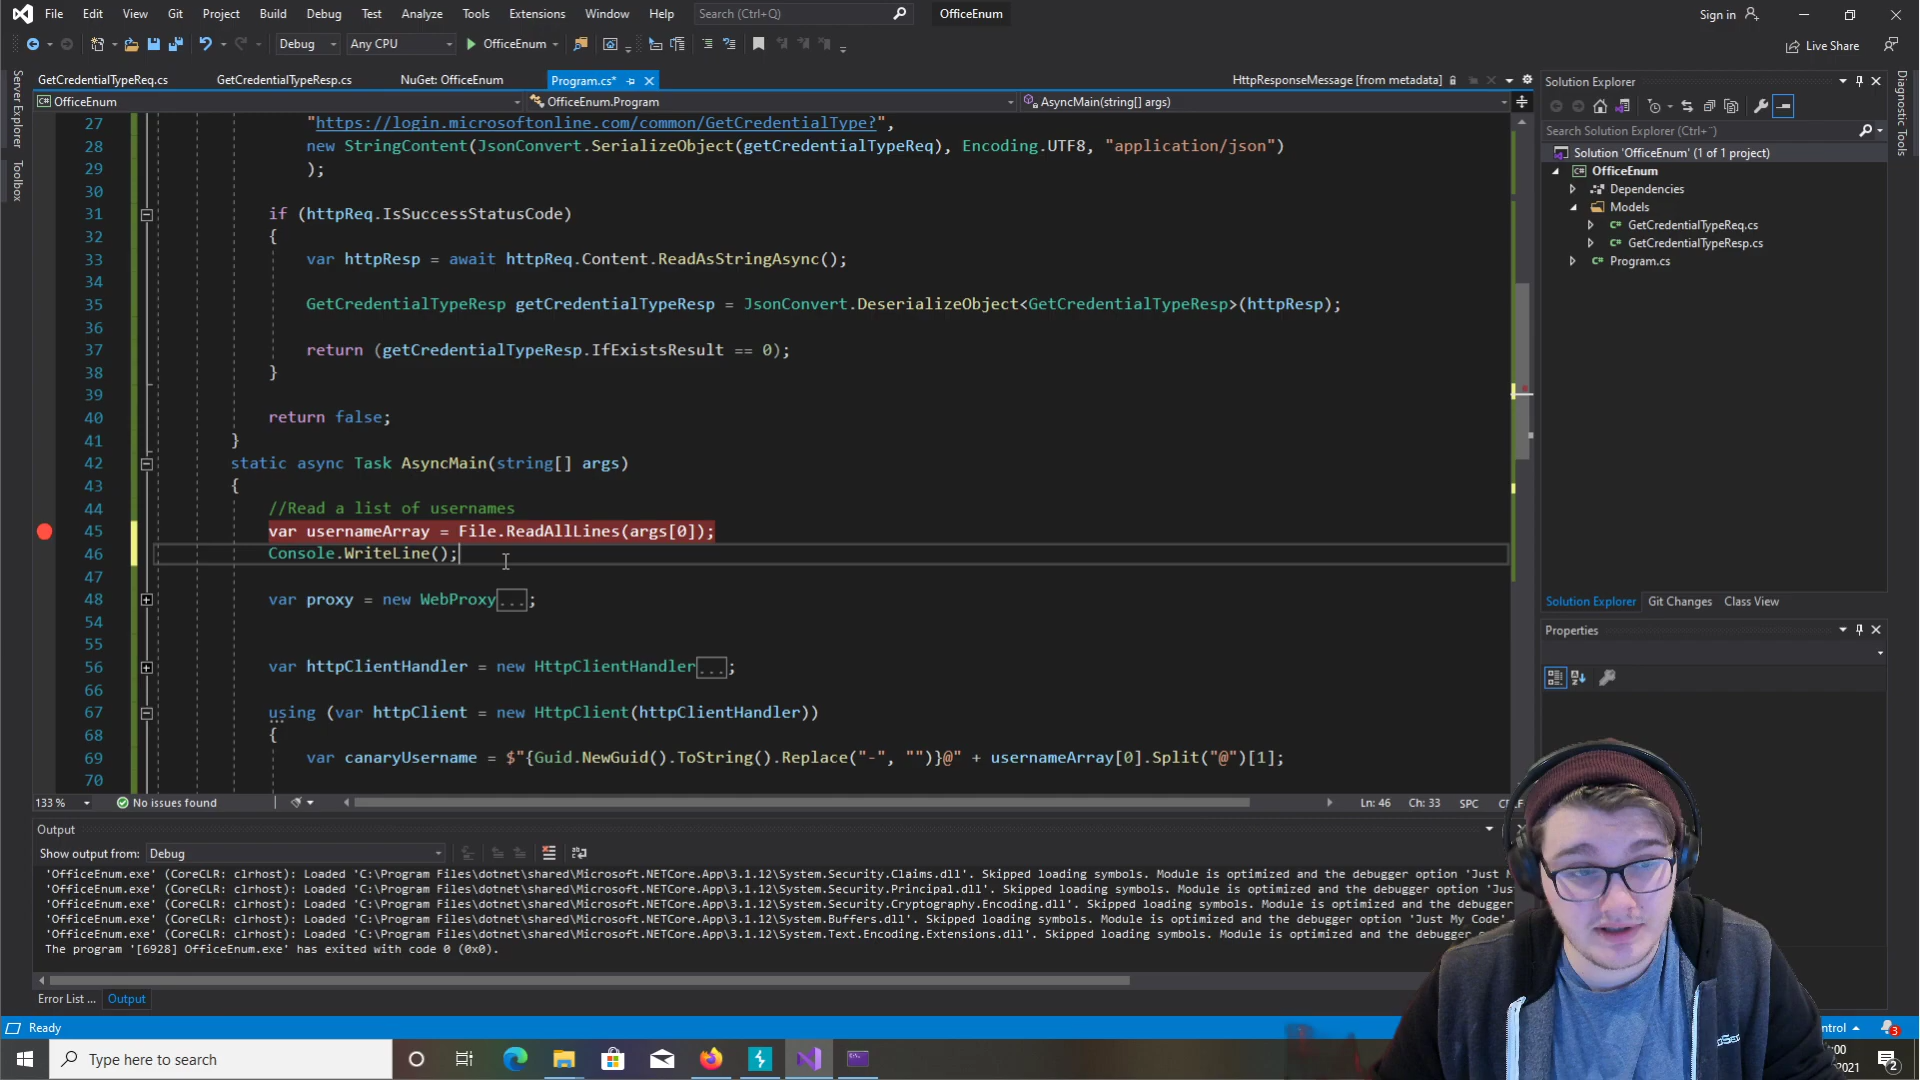 File Edit View Git Project Build Debug Test Analyze Tools Extensions Window Help Search (Ctrl+Q) OfficeEnum Sign in
Debug Any CPU OfficeEnum Live Share
GetCredentialTypeReq.cs GetCredentialTypeResp.cs NuGet: OfficeEnum Program.cs* HttpResponseMessage [from metadata]
OfficeEnum OfficeEnum.Program AsyncMain(string[] args)
27 "https://login.microsoftonline.com/common/GetCredentialType?",
28 new StringContent(JsonConvert.SerializeObject(getCredentialTypeReq), Encoding.UTF8, "application/json")
29 );
30
31 if (httpReq.IsSuccessStatusCode)
32 {
33 var httpResp = await httpReq.Content.ReadAsStringAsync();
34
35 GetCredentialTypeResp getCredentialTypeResp = JsonConvert.DeserializeObject<GetCredentialTypeResp>(httpResp);
36
37 return (getCredentialTypeResp.IfExistsResult == 0);
38 }
39
40 return false;
41 }
42 static async Task AsyncMain(string[] args)
43 {
44 //Read a list of usernames
45 var usernameArray = File.ReadAllLines(args[0]);
46 Console.WriteLine();
47
48 var proxy = new WebProxy...;
54
55
56 var httpClientHandler = new HttpClientHandler...;
66
67 using (var httpClient = new HttpClient(httpClientHandler))
68 {
69 var canaryUsername = $"{Guid.NewGuid().ToString().Replace("-", "")}@" + usernameArray[0].Split("@")[1];
70
133 % No issues found Ln: 46 Ch: 33 SPC
Output
Show output from: Debug
'OfficeEnum.exe' (CoreCLR: clrhost): Loaded 'C:\Program Files\dotnet\shared\Microsoft.NETCore.App\3.1.12\System.Security.Claims.dll'. Skipped loading symbols. Module is optimized and the debugger option 'Just M
'OfficeEnum.exe' (CoreCLR: clrhost): Loaded 'C:\Program Files\dotnet\shared\Microsoft.NETCore.App\3.1.12\System.Security.Principal.dll'. Skipped loading symbols. Module is optimized and the debugger option 'Jus
'OfficeEnum.exe' (CoreCLR: clrhost): Loaded 'C:\Program Files\dotnet\shared\Microsoft.NETCore.App\3.1.12\System.Security.Cryptography.Encoding.dll'. Skipped loading symbols. Module is optimized and the debugger
'OfficeEnum.exe' (CoreCLR: clrhost): Loaded 'C:\Program Files\dotnet\shared\Microsoft.NETCore.App\3.1.12\System.Buffers.dll'. Skipped loading symbols. Module is optimized and the debugger option 'Just My Code'
'OfficeEnum.exe' (CoreCLR: clrhost): Loaded 'C:\Program Files\dotnet\shared\Microsoft.NETCore.App\3.1.12\System.Text.Encoding.Extensions.dll'. Skipped loading symbols. Module is optimized and the debugger opti
The program '[6928] OfficeEnum.exe' has exited with code 0 (0x0).
Error List ... Output
Ready
Type here to search
Server Explorer
Toolbox
Solution Explorer
Search Solution Explorer (Ctrl+¨)
Solution 'OfficeEnum' (1 of 1 project)
OfficeEnum
Dependencies
Models
GetCredentialTypeReq.cs
GetCredentialTypeResp.cs
Program.cs
Solution Explorer Git Changes Class View
Properties
Diagnostic Tools
ntrol 3
:00
2021 2